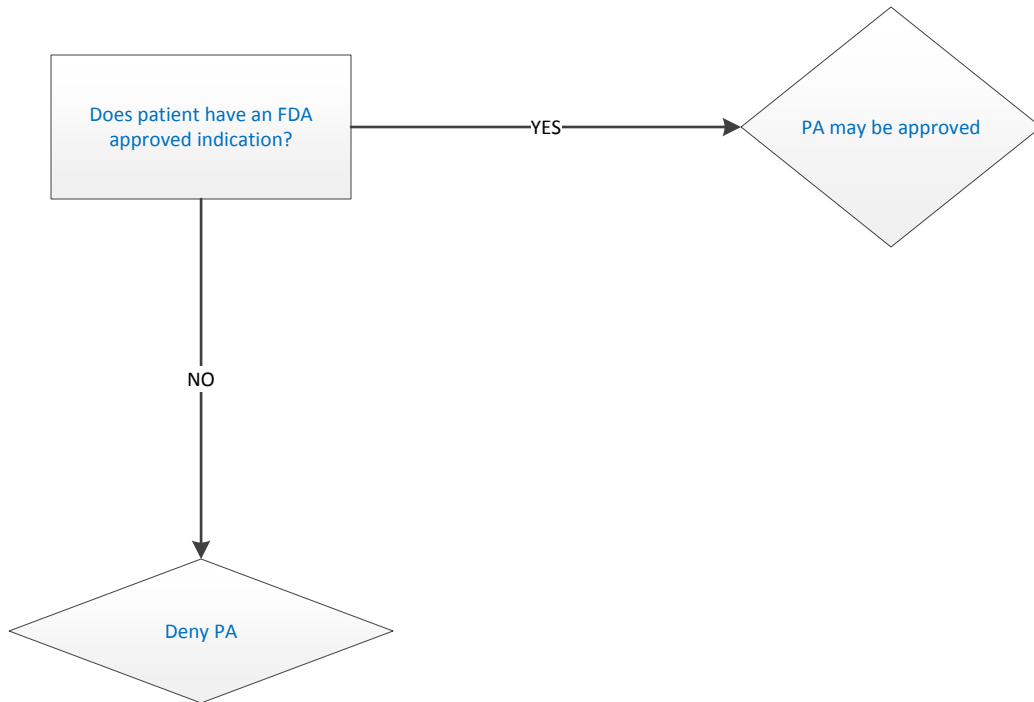 Does patient have an FDA
approved indication?
YES
PA may be approved
NO
Deny PA